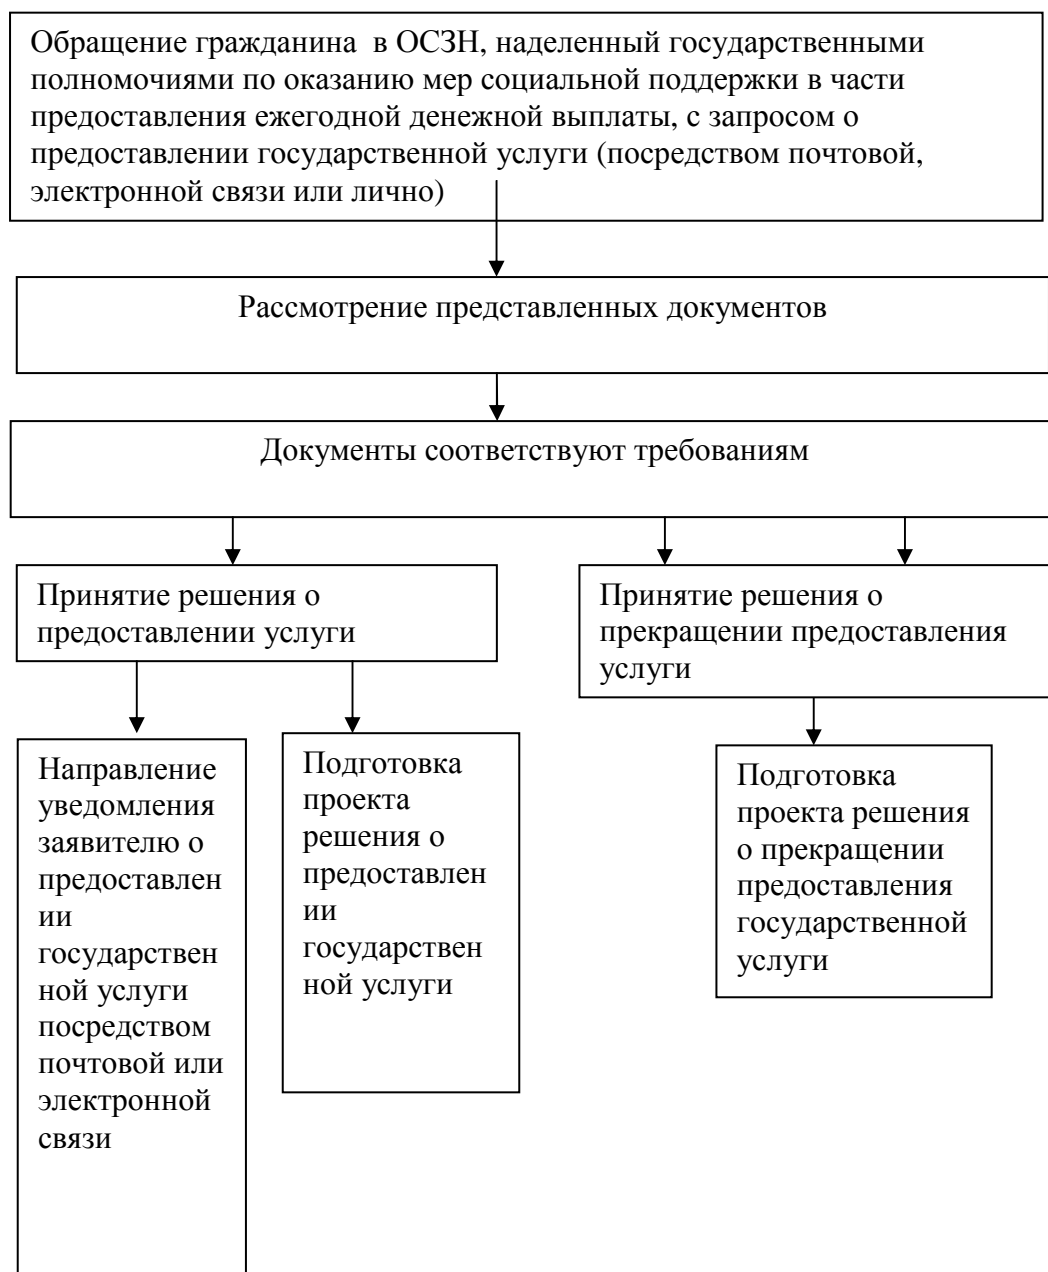 Обращение гражданина  в ОСЗН, наделенный государственными
полномочиями по оказанию мер социальной поддержки в части
предоставления ежегодной денежной выплаты, с запросом о
предоставлении государственной услуги (посредством почтовой,
электронной связи или лично)
Рассмотрение представленных документов
Документы соответствуют требованиям
Принятие решения о
предоставлении услуги
Принятие решения о
прекращении предоставления
услуги
Направление
уведомления
заявителю о
предоставлен
ии
государствен
ной услуги
посредством
почтовой или
электронной
связи
Подготовка
проекта
решения о
предоставлен
ии
государствен
ной услуги
Подготовка
проекта решения
о прекращении
предоставления
государственной
услуги